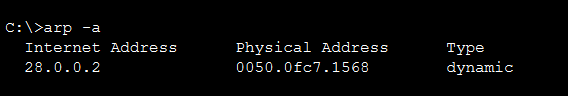 C:\>arp -a
Internet Address Physical Address Type
28.0.0.2 0050.0fc7.1568 dynamic